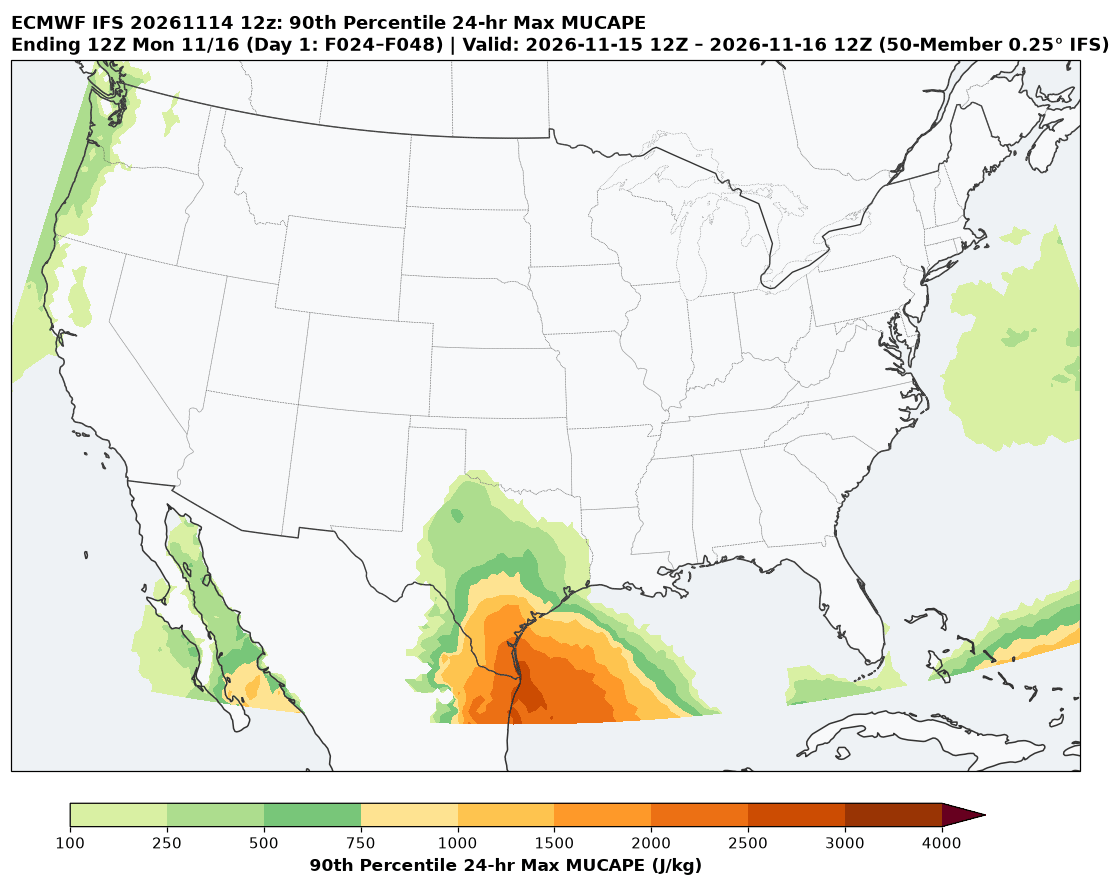 ECMWF IFS 20261114 12z: 90th Percentile 24-hr Max MUCAPE
Ending 12Z Mon 11/16 (Day 1: F024–F048) | Valid: 2026-11-15 12Z – 2026-11-16 12Z (50-Member 0.25° IFS)
100 250 500 750 1000 1500 2000 2500 3000 4000
90th Percentile 24-hr Max MUCAPE (J/kg)